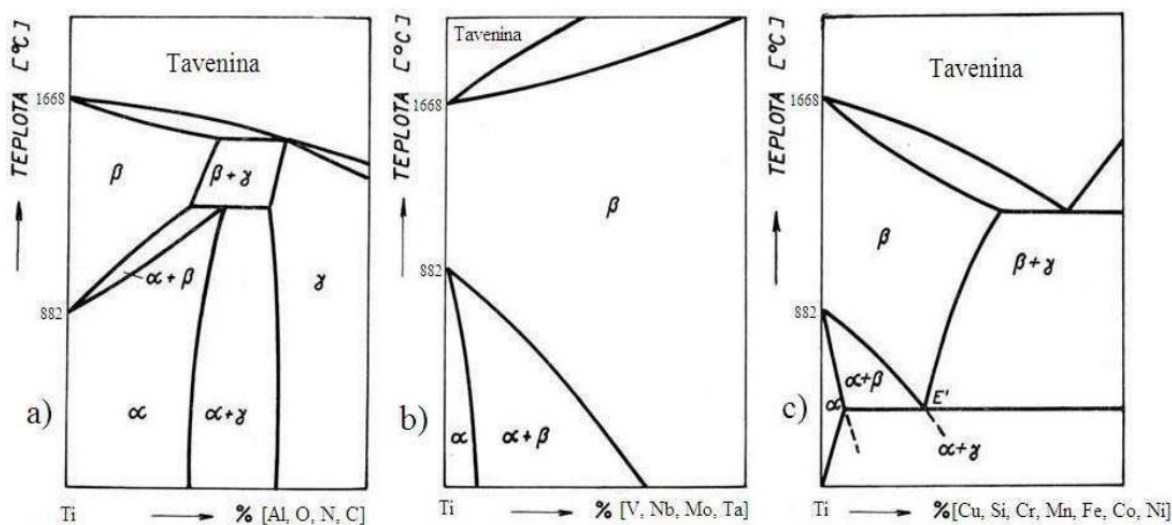 TEPLOTA [°C]
Tavenina
1668
β
β+γ
α+β
γ
882
a)
α
α+γ
Ti
% [Al, O, N, C]
TEPLOTA [°C]
Tavenina
1668
β
882
b)
α
α+β
Ti
% [V, Nb, Mo, Ta]
TEPLOTA [°C]
Tavenina
1668
β
β+γ
882
α+β
c)
α
E'
α+γ
Ti
%[Cu, Si, Cr, Mn, Fe, Co, Ni]